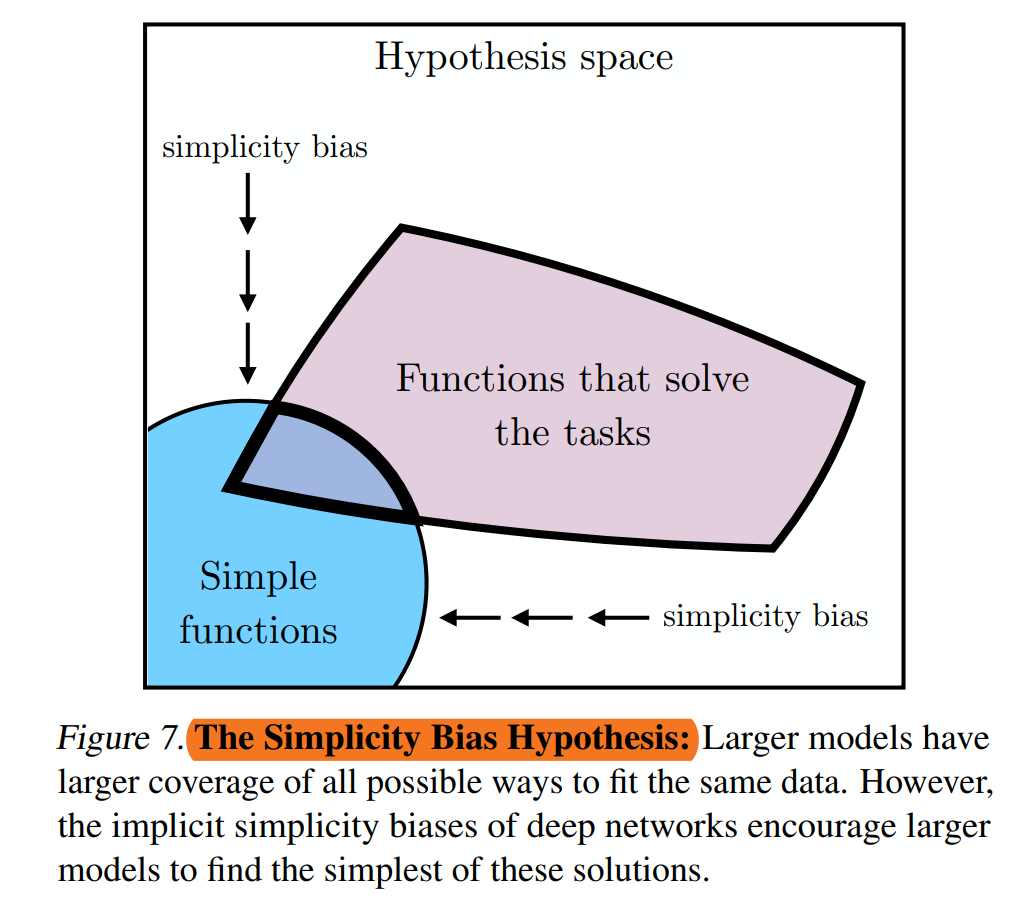 Hypothesis space
simplicity bias
Functions that solve
the tasks
Simple
functions
simplicity bias
Figure 7. The Simplicity Bias Hypothesis: Larger models have
larger coverage of all possible ways to fit the same data. However,
the implicit simplicity biases of deep networks encourage larger
models to find the simplest of these solutions.